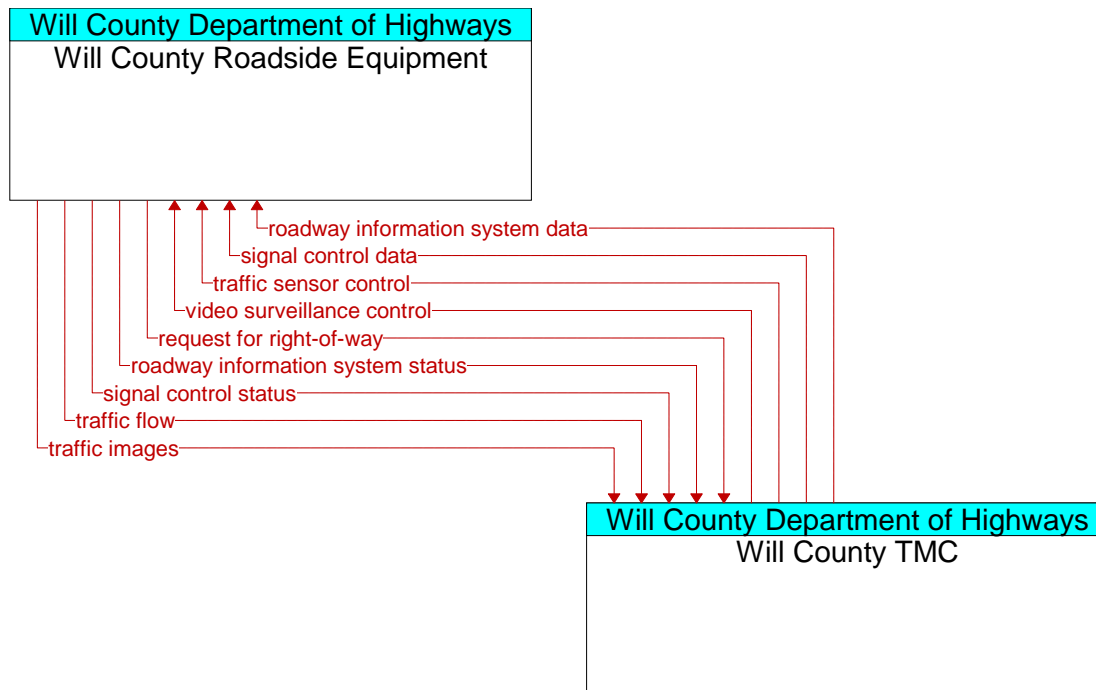 Will County Department of Highways
Will County Roadside Equipment
roadway information system data
signal control data
traffic sensor control
video surveillance control
request for right-of-way
roadway information system status
signal control status
traffic flow
traffic images
Will County Department of Highways
Will County TMC